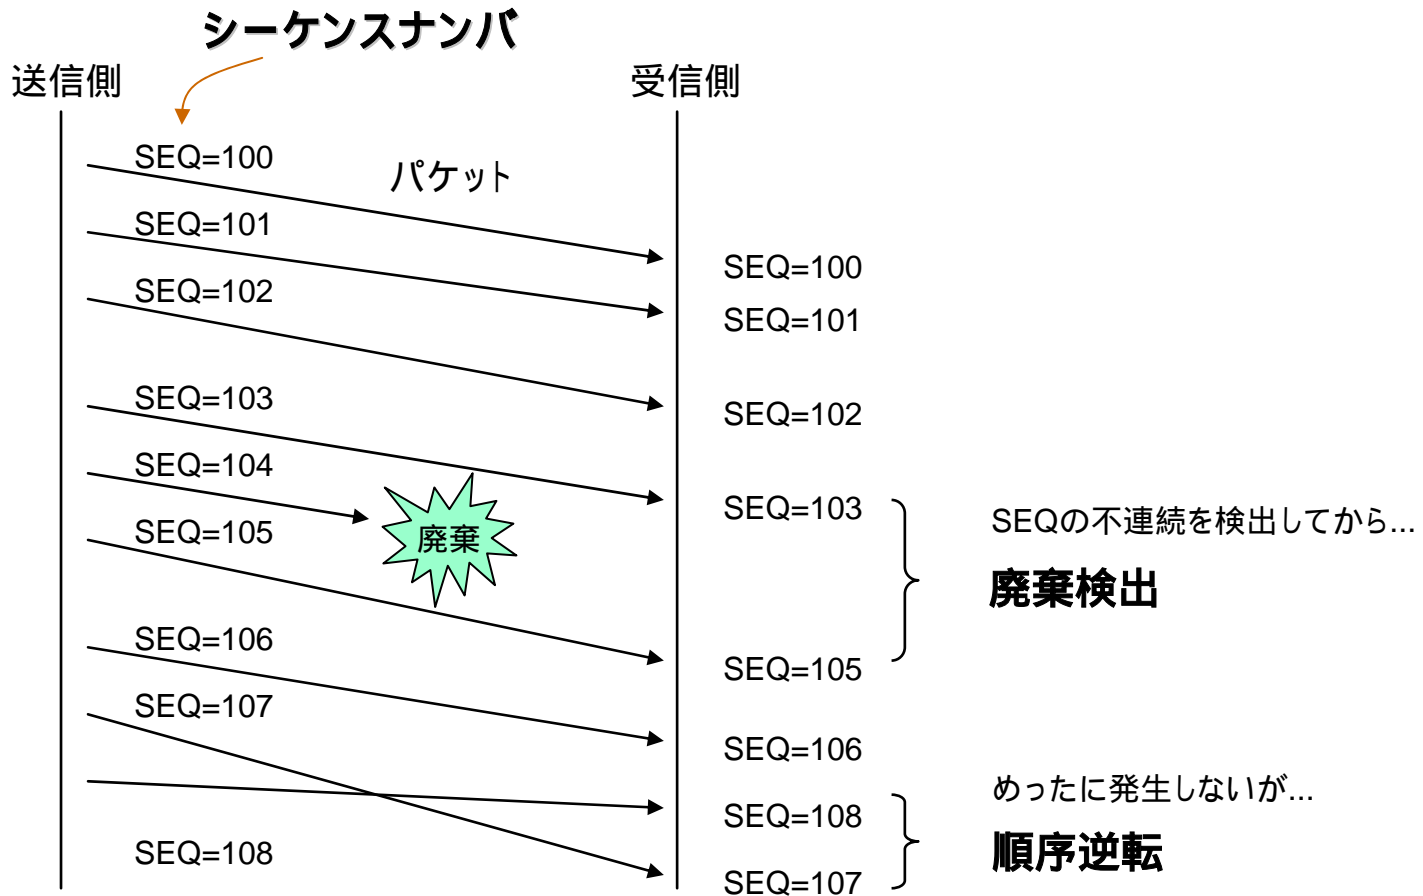 シーケンスナンバ
送信側
受信側
SEQ=100
パケット
SEQ=101
SEQ=100
SEQ=102
SEQ=101
SEQ=103
SEQ=102
SEQ=104
SEQ=103
SEQ=105
廃棄
SEQの不連続を検出してから...
廃棄検出
SEQ=106
SEQ=105
SEQ=107
SEQ=106
めったに発生しないが...
SEQ=108
順序逆転
SEQ=108
SEQ=107